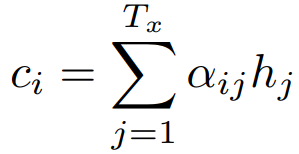 $c_i = \sum_{j=1}^{T_x} \alpha_{ij} h_j$